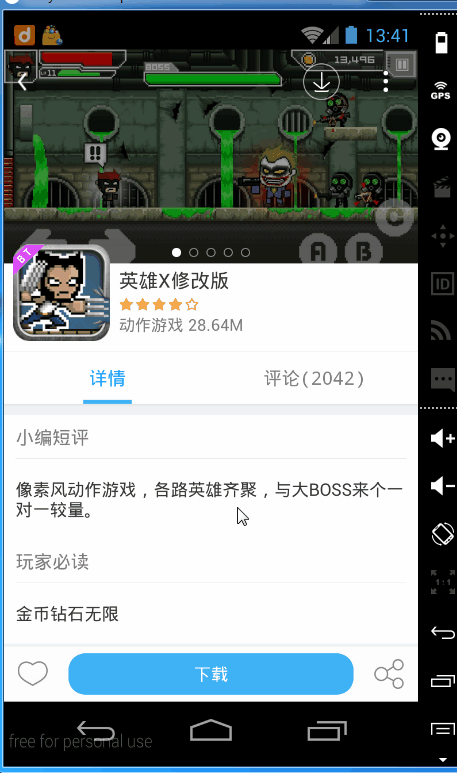 13:41
GPS
13,496
BOSS
!!
C
A
B
ID
BT
英雄X修改版
动作游戏 28.64M
详情
评论(2042)
小编短评
像素风动作游戏，各路英雄齐聚，与大BOSS来个一
对一较量。
玩家必读
1:1
金币钻石无限
下载
free for personal use